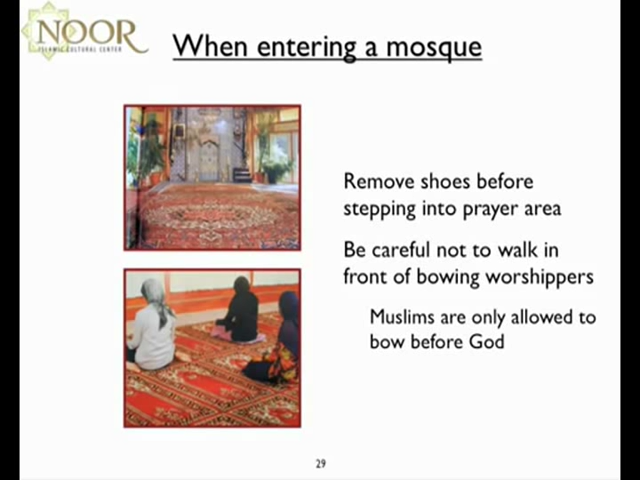 NOOR
ISLAMIC CULTURAL CENTER
When entering a mosque
Remove shoes before
stepping into prayer area
Be careful not to walk in
front of bowing worshippers
Muslims are only allowed to
bow before God
29